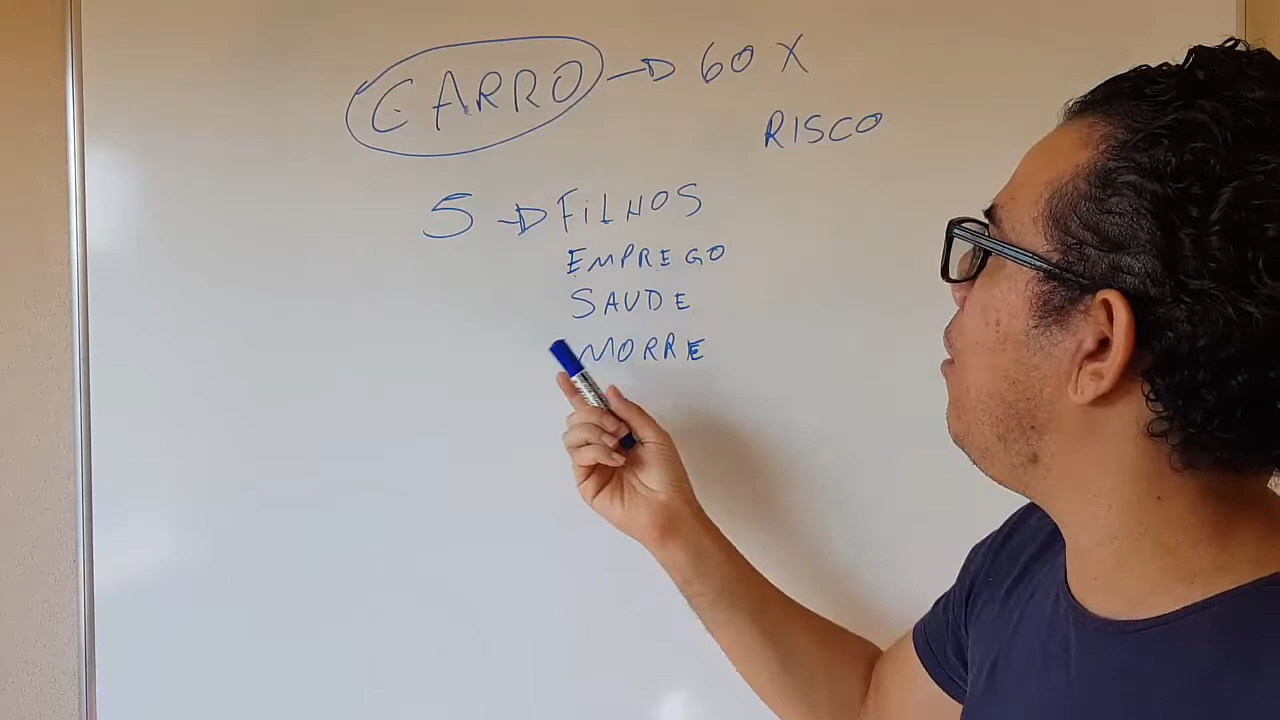 CARRO → 60 X
RISCO
5 → FiLHOS
EMPREGO
SAUDE
MORRE